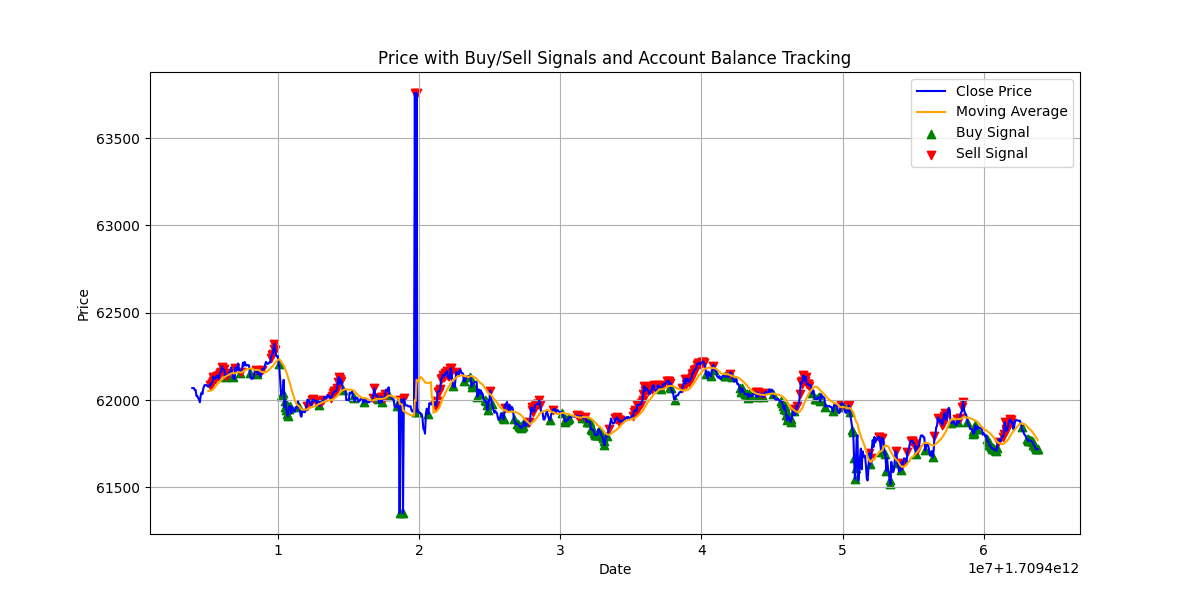 Price with Buy/Sell Signals and Account Balance Tracking
Close Price
Moving Average
Buy Signal
Sell Signal
Price
63500
63000
62500
62000
61500
1 2 3 4 5 6
Date
1e7+1.7094e12